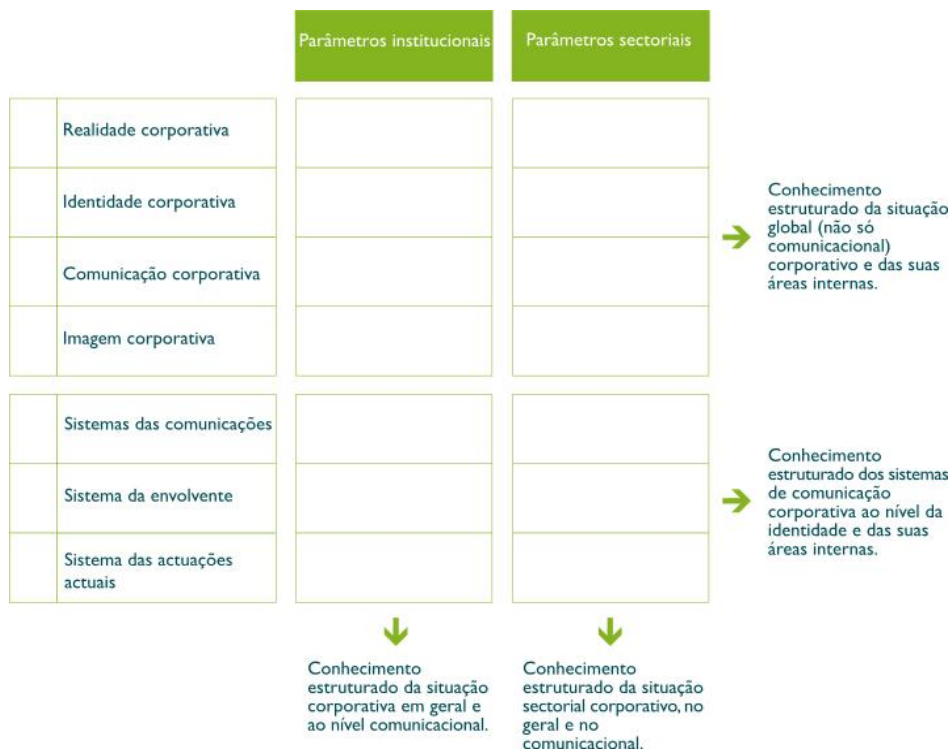 Parâmetros institucionais
Parâmetros sectoriais
Realidade corporativa
Identidade corporativa
Comunicação corporativa
Imagem corporativa
Conhecimento
estruturado da situação
global (não só
comunicacional)
corporativo e das suas
áreas internas.
Sistemas das comunicações
Sistema da envolvente
Sistema das actuações
actuais
Conhecimento
estruturado dos sistemas
de comunicação
corporativa ao nível da
identidade e das suas
áreas internas.
Conhecimento
estruturado da situação
corporativa em geral e
ao nível comunicacional.
Conhecimento
estruturado da situação
sectorial corporativo, no
geral e no
comunicacional.